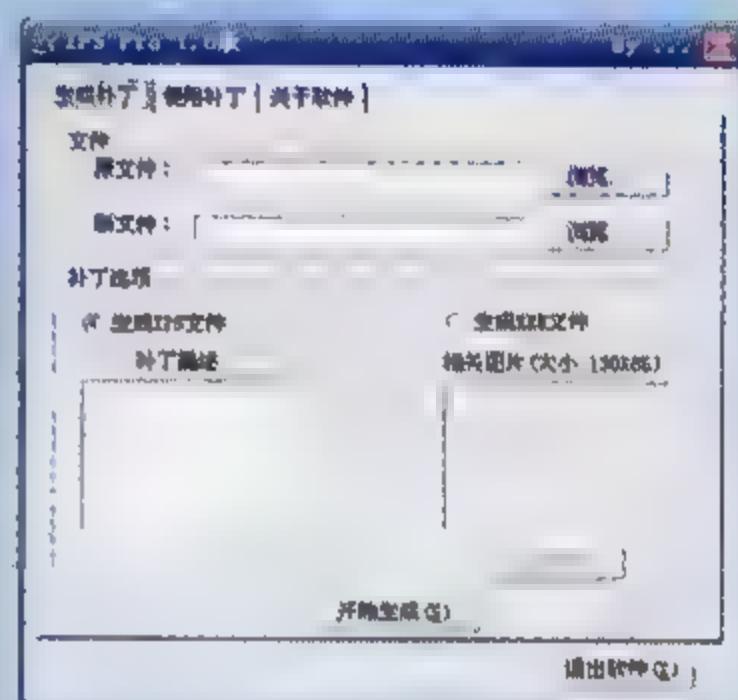 生成补丁 使用补丁 关于软件
文件
原文件：
浏览
新文件：
浏览
补丁选项
生成IPS文件
生成EXE文件
补丁描述
相关图片(大小 130X86)
开始生成
退出软件